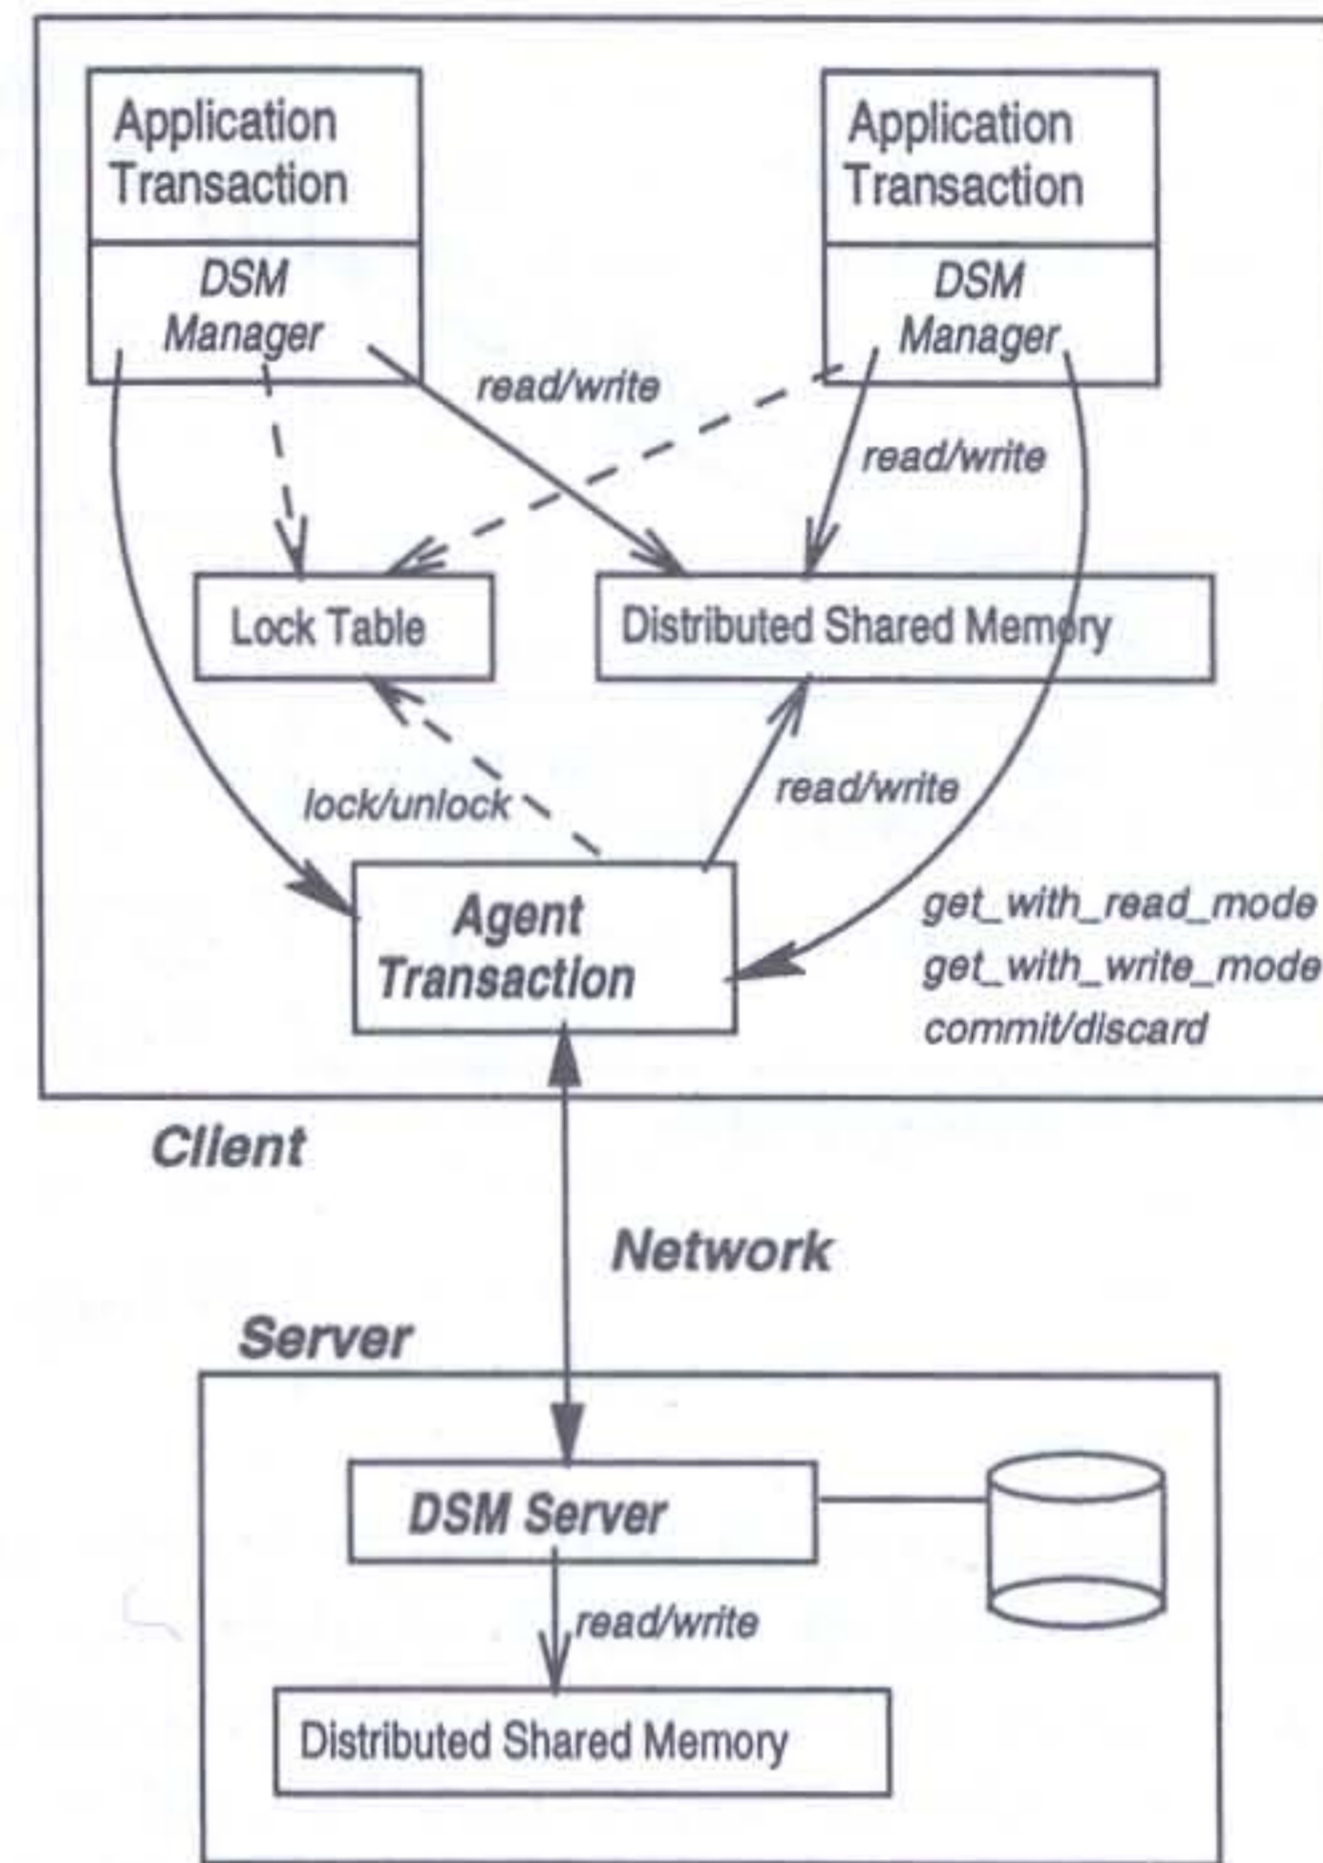 Application
Transaction
DSM
Manager
Application
Transaction
DSM
Manager
read/write
read/write
Lock Table
Distributed Shared Memory
lock/unlock
read/write
Agent
Transaction
get_with_read_mode
get_with_write_mode
commit/discard
Client
Network
Server
DSM Server
read/write
Distributed Shared Memory